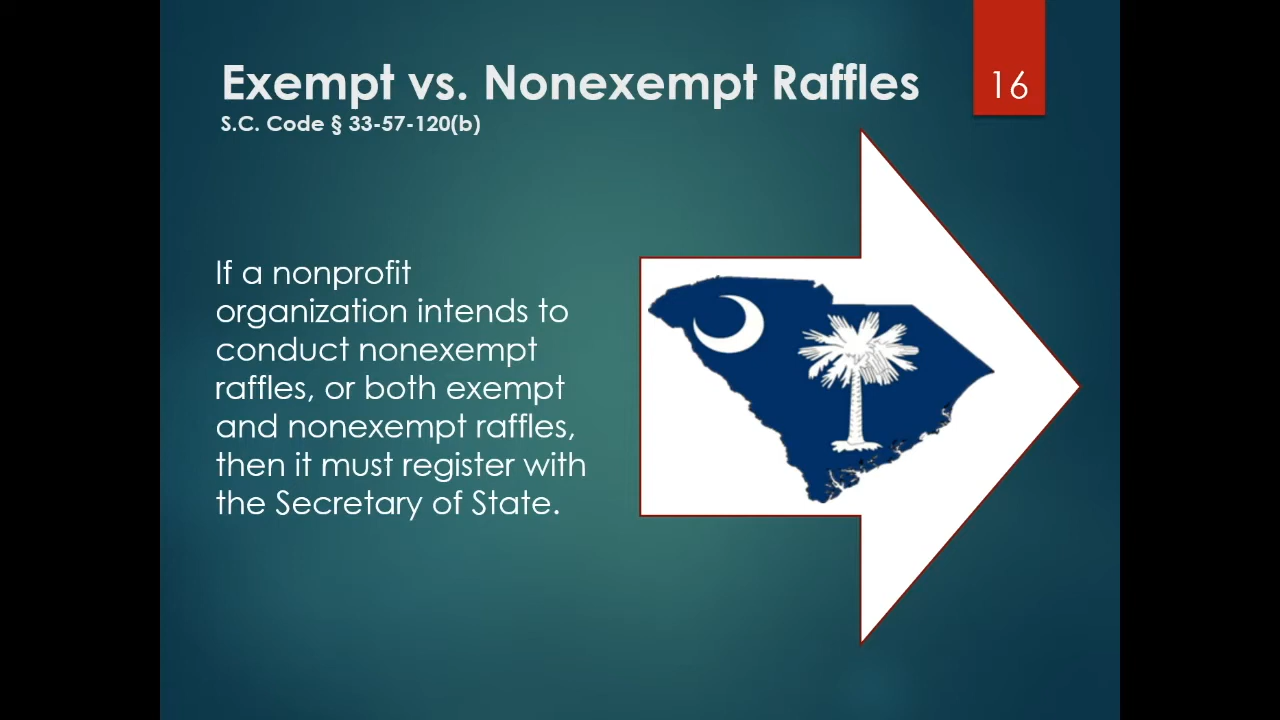 Exempt vs. Nonexempt Raffles
16
S.C. Code § 33-57-120(b)
If a nonprofit
organization intends to
conduct nonexempt
raffles, or both exempt
and nonexempt raffles,
then it must register with
the Secretary of State.